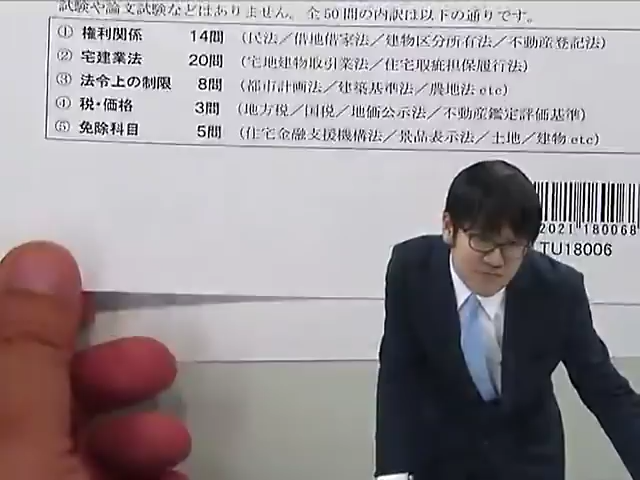 試験や論文試験などはありません。全50問の内訳は以下の通りです。
① 権利関係 14問 (民法／借地借家法／建物区分所有法／不動産登記法)
② 宅建業法 20問 (宅地建物取引業法／住宅瑕疵担保履行法)
③ 法令上の制限 8問 (都市計画法／建築基準法／農地法 etc)
④ 税・価格 3問 (地方税／国税／地価公示法／不動産鑑定評価基準)
⑤ 免除科目 5問 (住宅金融支援機構法／景品表示法／土地／建物 etc)
2021 180068
TU18006